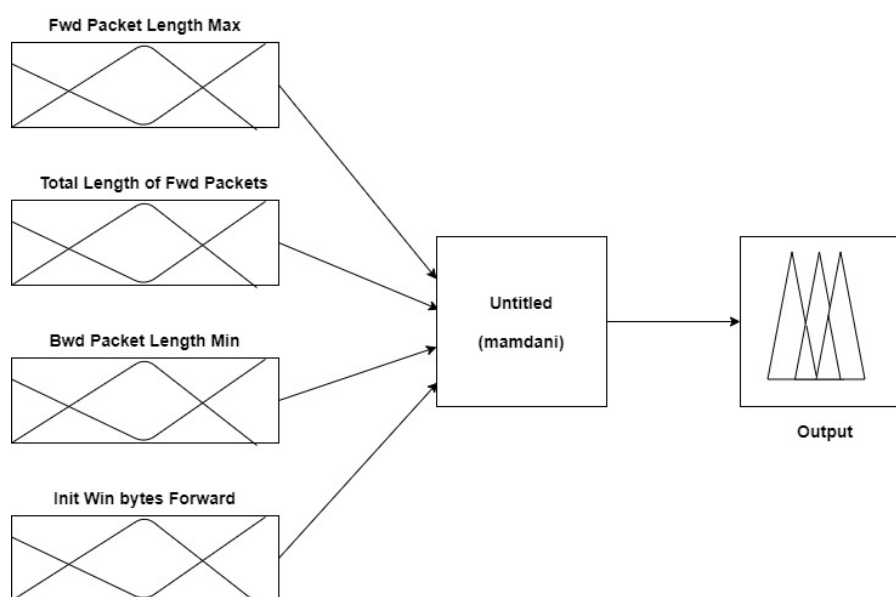 Fwd Packet Length Max
Total Length of Fwd Packets
Bwd Packet Length Min
Init Win bytes Forward
Untitled
(mamdani)
Output